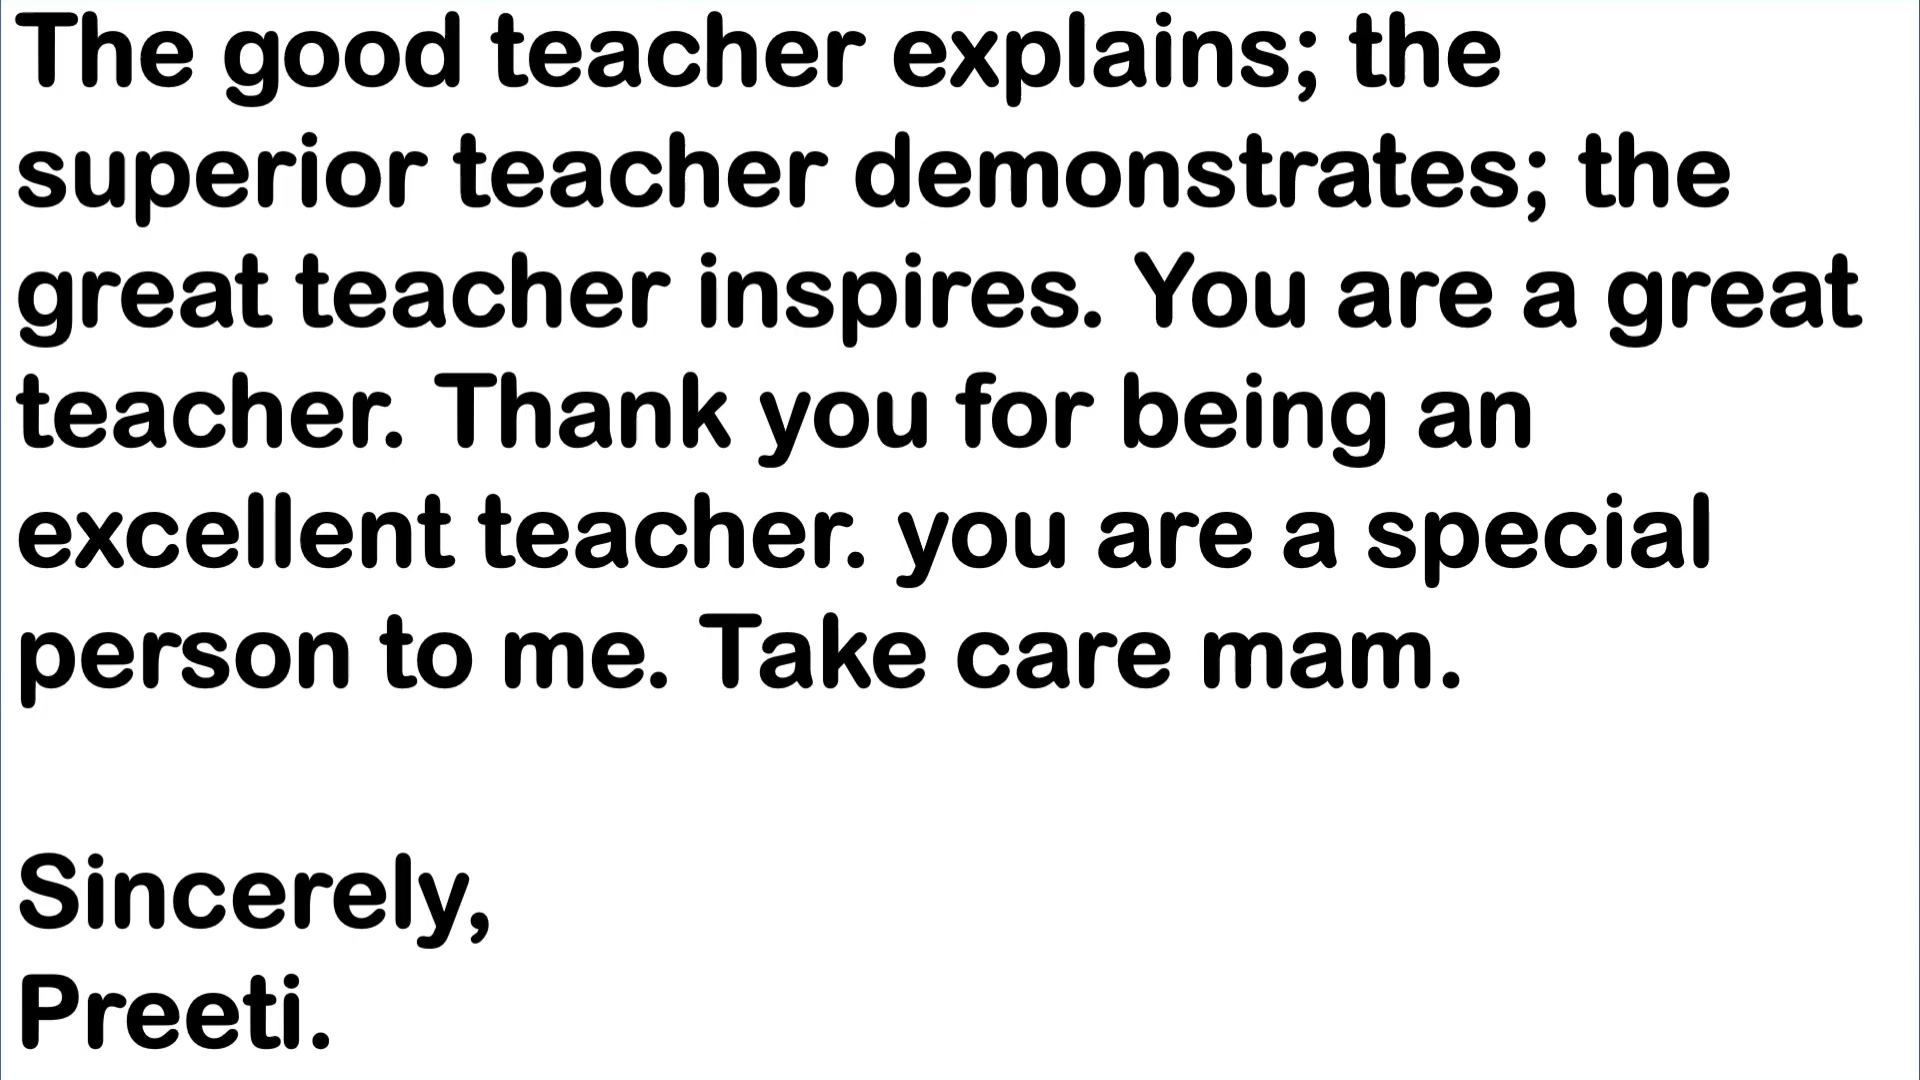 The good teacher explains; the
superior teacher demonstrates; the
great teacher inspires. You are a great
teacher. Thank you for being an
excellent teacher. you are a special
person to me. Take care mam.
Sincerely,
Preeti.